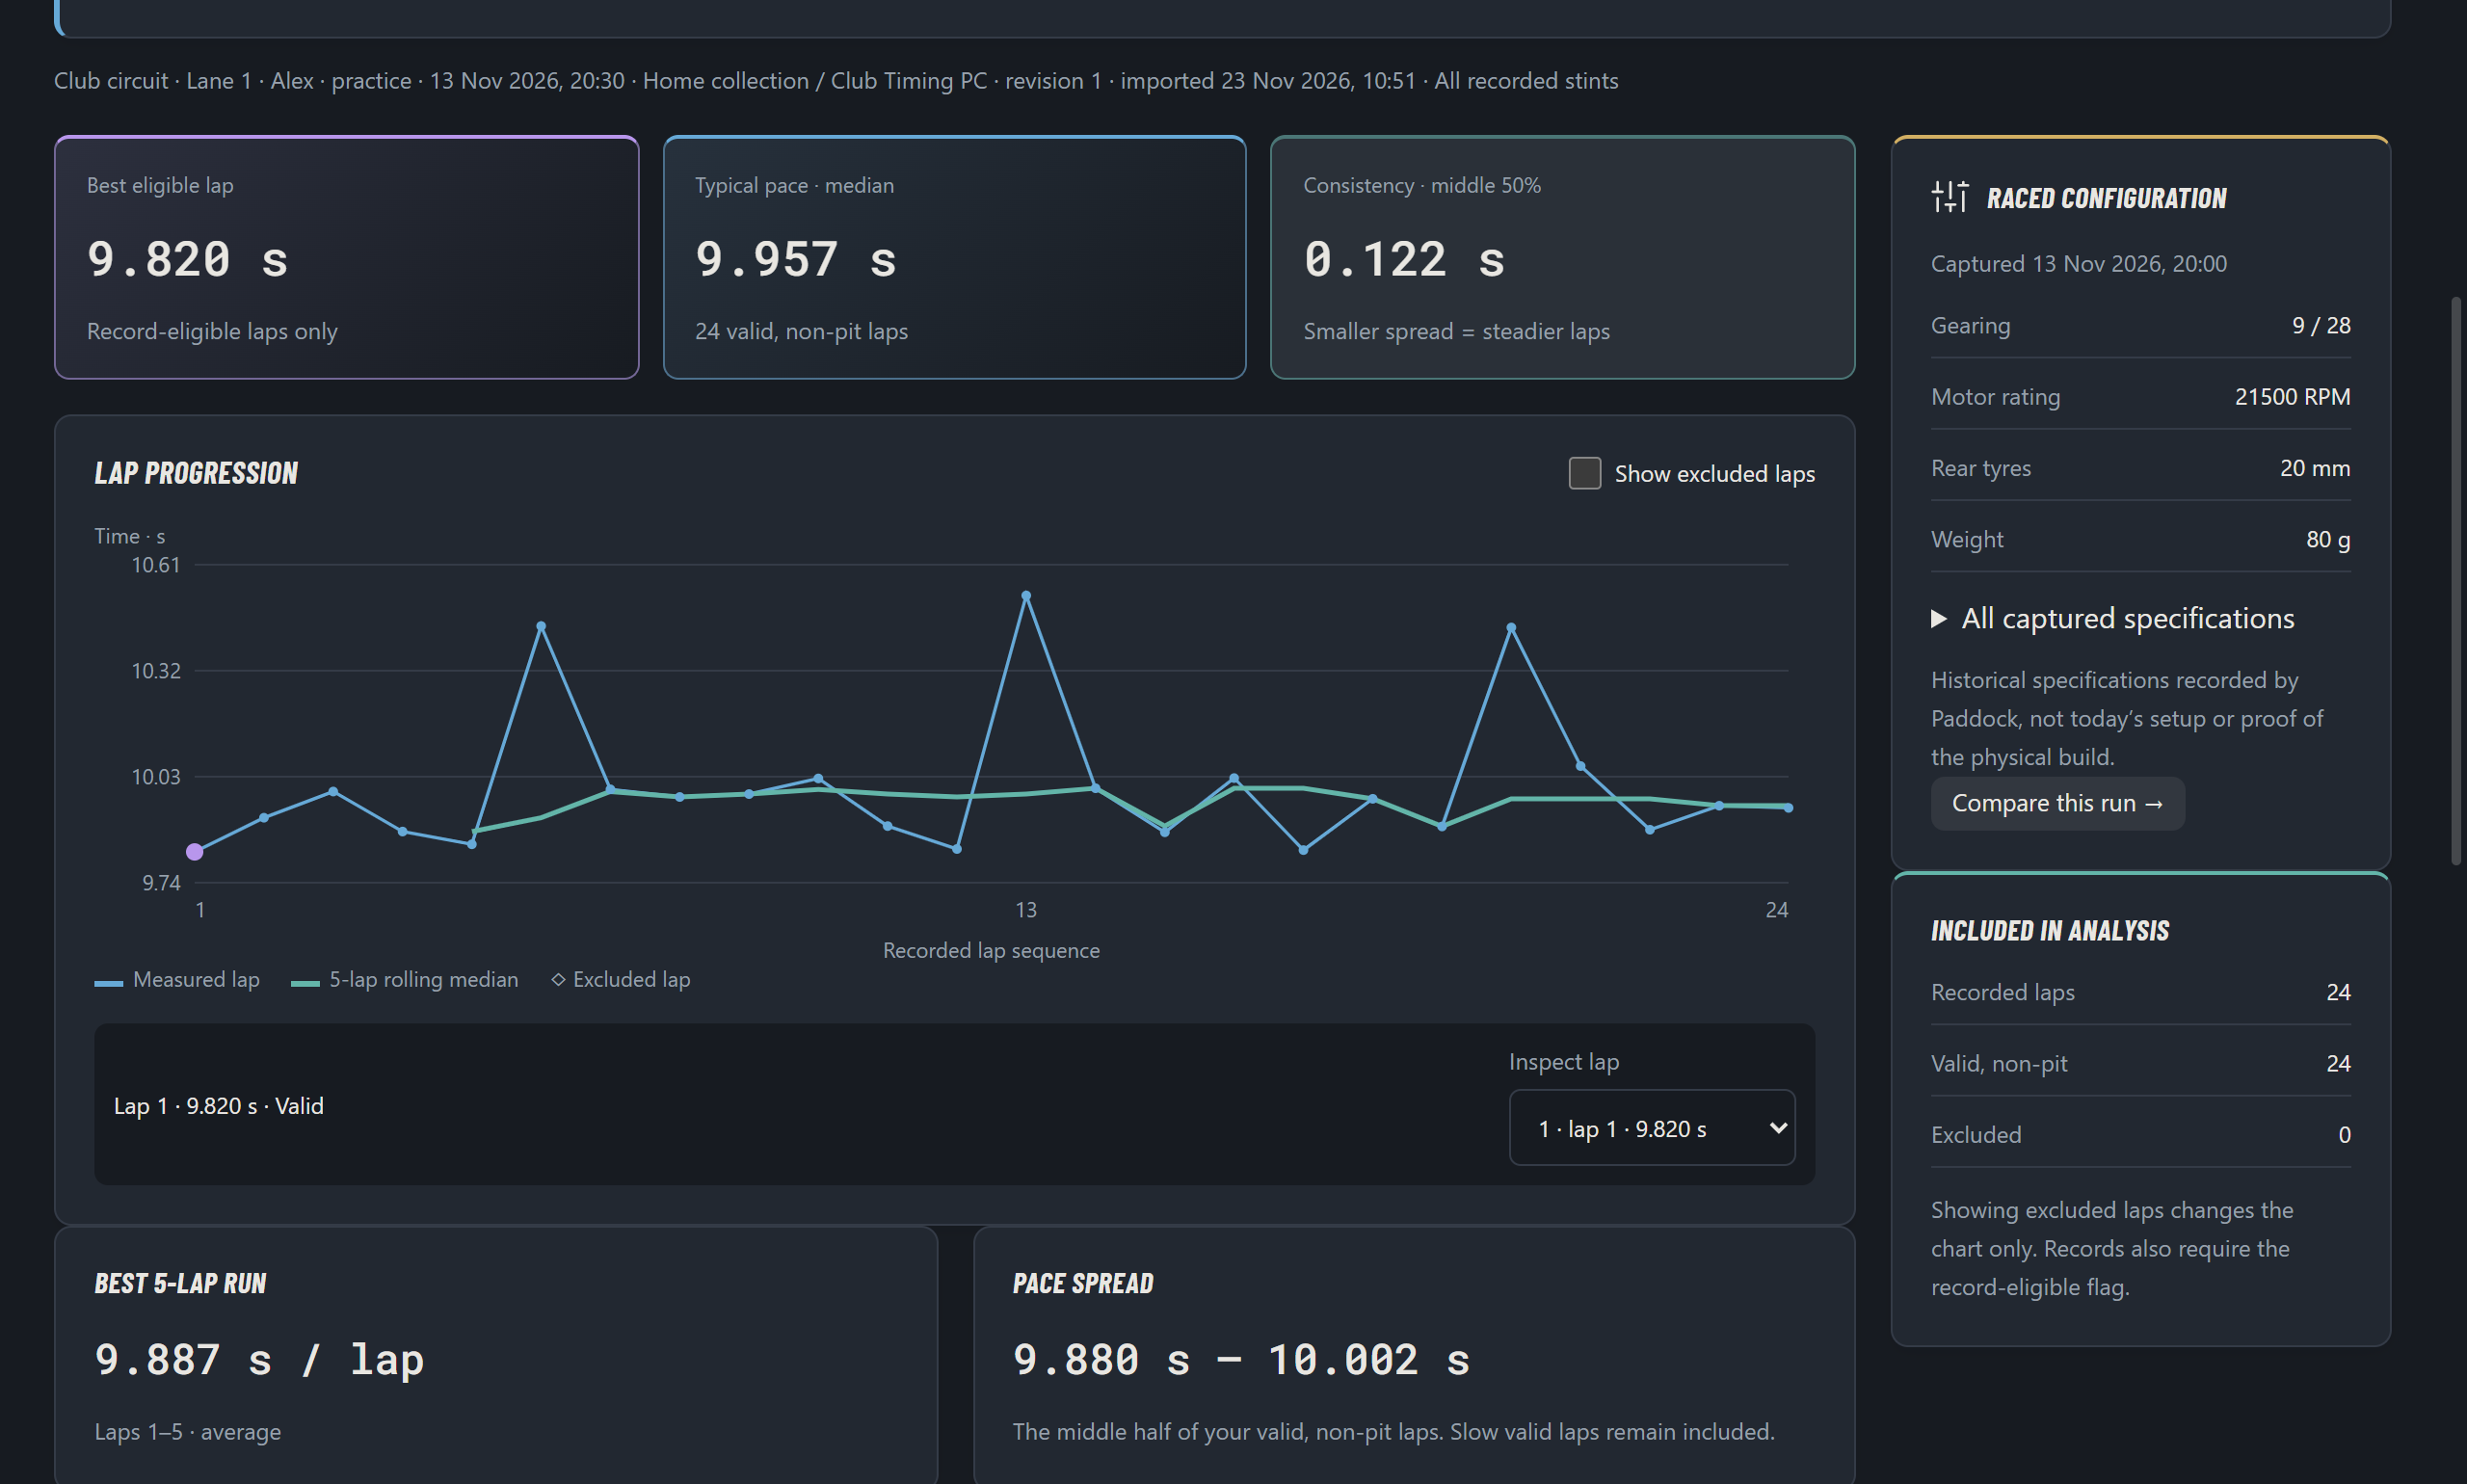 Club circuit · Lane 1 · Alex · practice · 13 Nov 2026, 20:30 · Home collection / Club Timing PC · revision 1 · imported 23 Nov 2026, 10:51 · All recorded stints
Best eligible lap
9.820 s
Record-eligible laps only
Typical pace · median
9.957 s
24 valid, non-pit laps
Consistency · middle 50%
0.122 s
Smaller spread = steadier laps
LAP PROGRESSION
Show excluded laps
Time · s
10.61
10.32
10.03
9.74
1
13
24
Recorded lap sequence
Measured lap
5-lap rolling median
◇ Excluded lap
Lap 1 · 9.820 s · Valid
Inspect lap
1 · lap 1 · 9.820 s
BEST 5-LAP RUN
9.887 s / lap
Laps 1–5 · average
PACE SPREAD
9.880 s – 10.002 s
The middle half of your valid, non-pit laps. Slow valid laps remain included.
RACED CONFIGURATION
Captured 13 Nov 2026, 20:00
Gearing 9 / 28
Motor rating 21500 RPM
Rear tyres 20 mm
Weight 80 g
▶ All captured specifications
Historical specifications recorded by
Paddock, not today’s setup or proof of
the physical build.
Compare this run →
INCLUDED IN ANALYSIS
Recorded laps 24
Valid, non-pit 24
Excluded 0
Showing excluded laps changes the
chart only. Records also require the
record-eligible flag.